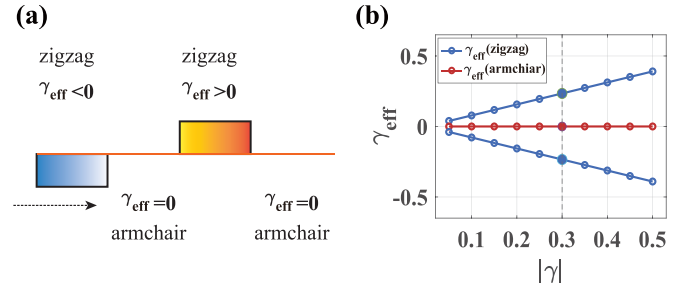 (a)
zigzag
zigzag
γeff<0
γeff>0
γeff=0
γeff=0
armchair
armchair
(b)
γeff(zigzag)
γeff(armchiar)
0.5
0
-0.5
γeff
0.1
0.2
0.3
0.4
0.5
|γ|